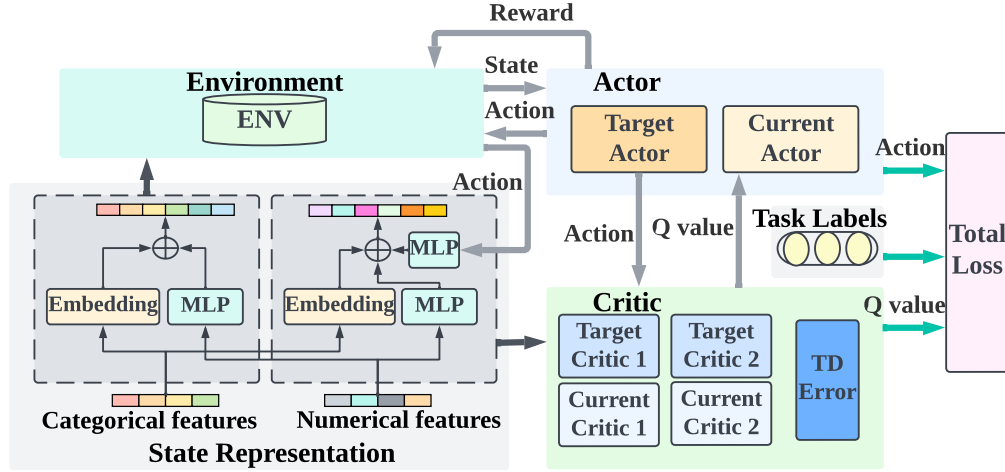 Reward
Environment
ENV
State
Action
Action
Actor
Target
Actor
Current
Actor
Action
Task Labels
Total
Loss
Q value
Action
Q value
MLP
Embedding
MLP
Embedding
MLP
Critic
Target
Critic 1
Target
Critic 2
Current
Critic 1
Current
Critic 2
TD
Error
Categorical features
Numerical features
State Representation